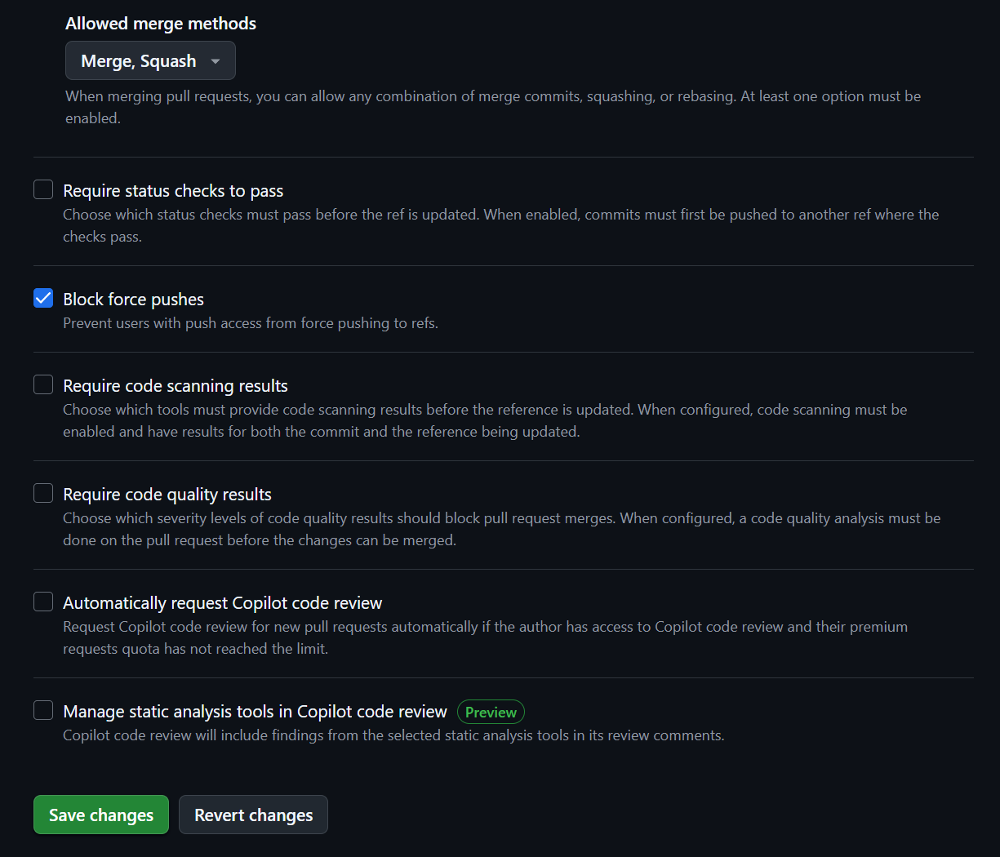 Allowed merge methods
Merge, Squash
When merging pull requests, you can allow any combination of merge commits, squashing, or rebasing. At least one option must be
enabled.
Require status checks to pass
Choose which status checks must pass before the ref is updated. When enabled, commits must first be pushed to another ref where the
checks pass.
Block force pushes
Prevent users with push access from force pushing to refs.
Require code scanning results
Choose which tools must provide code scanning results before the reference is updated. When configured, code scanning must be
enabled and have results for both the commit and the reference being updated.
Require code quality results
Choose which severity levels of code quality results should block pull request merges. When configured, a code quality analysis must be
done on the pull request before the changes can be merged.
Automatically request Copilot code review
Request Copilot code review for new pull requests automatically if the author has access to Copilot code review and their premium
requests quota has not reached the limit.
Manage static analysis tools in Copilot code review Preview
Copilot code review will include findings from the selected static analysis tools in its review comments.
Save changes Revert changes